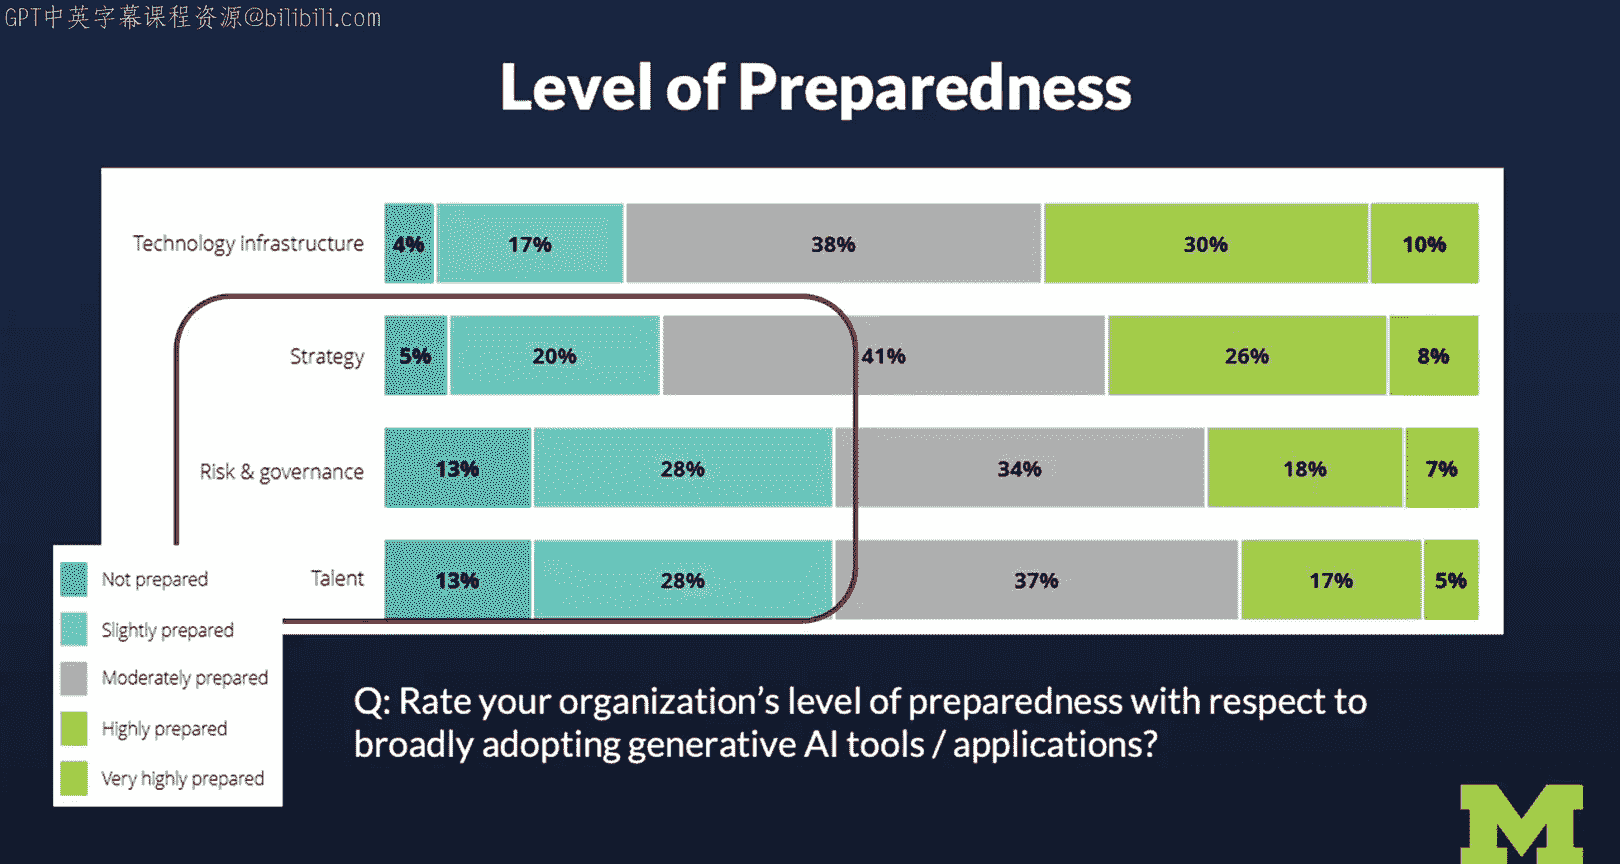 GPT中英字幕课程资源@bilibili.com
Level of Preparedness
Technology infrastructure 4% 17% 38% 30% 10%
Strategy 5% 20% 41% 26% 8%
Risk & governance 13% 28% 34% 18% 7%
Talent 13% 28% 37% 17% 5%
Not prepared
Slightly prepared
Moderately prepared
Highly prepared
Very highly prepared
Q: Rate your organization’s level of preparedness with respect to
broadly adopting generative AI tools / applications?
M